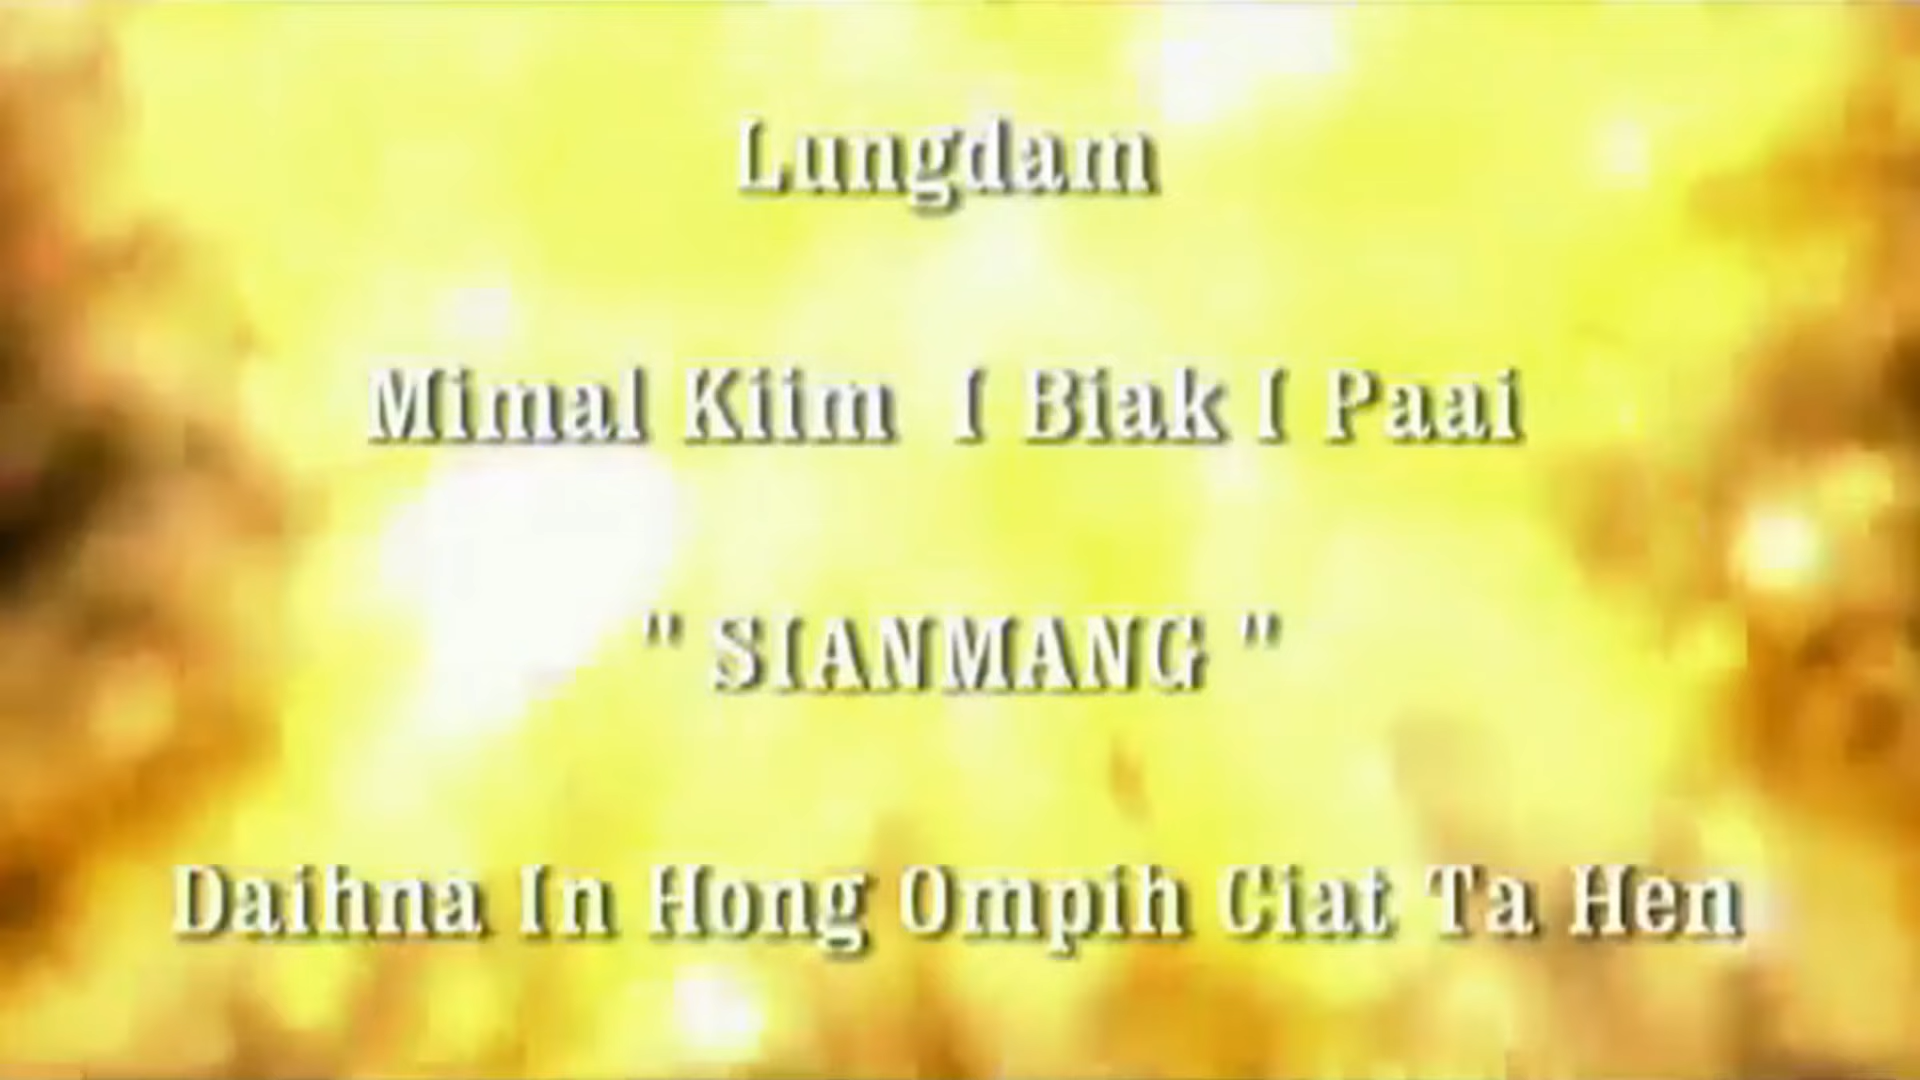 Lungdam
Mimal Kiim I Biak I Paai
" SIANMANG "
Daihna In Hong Ompih Ciat Ta Hen